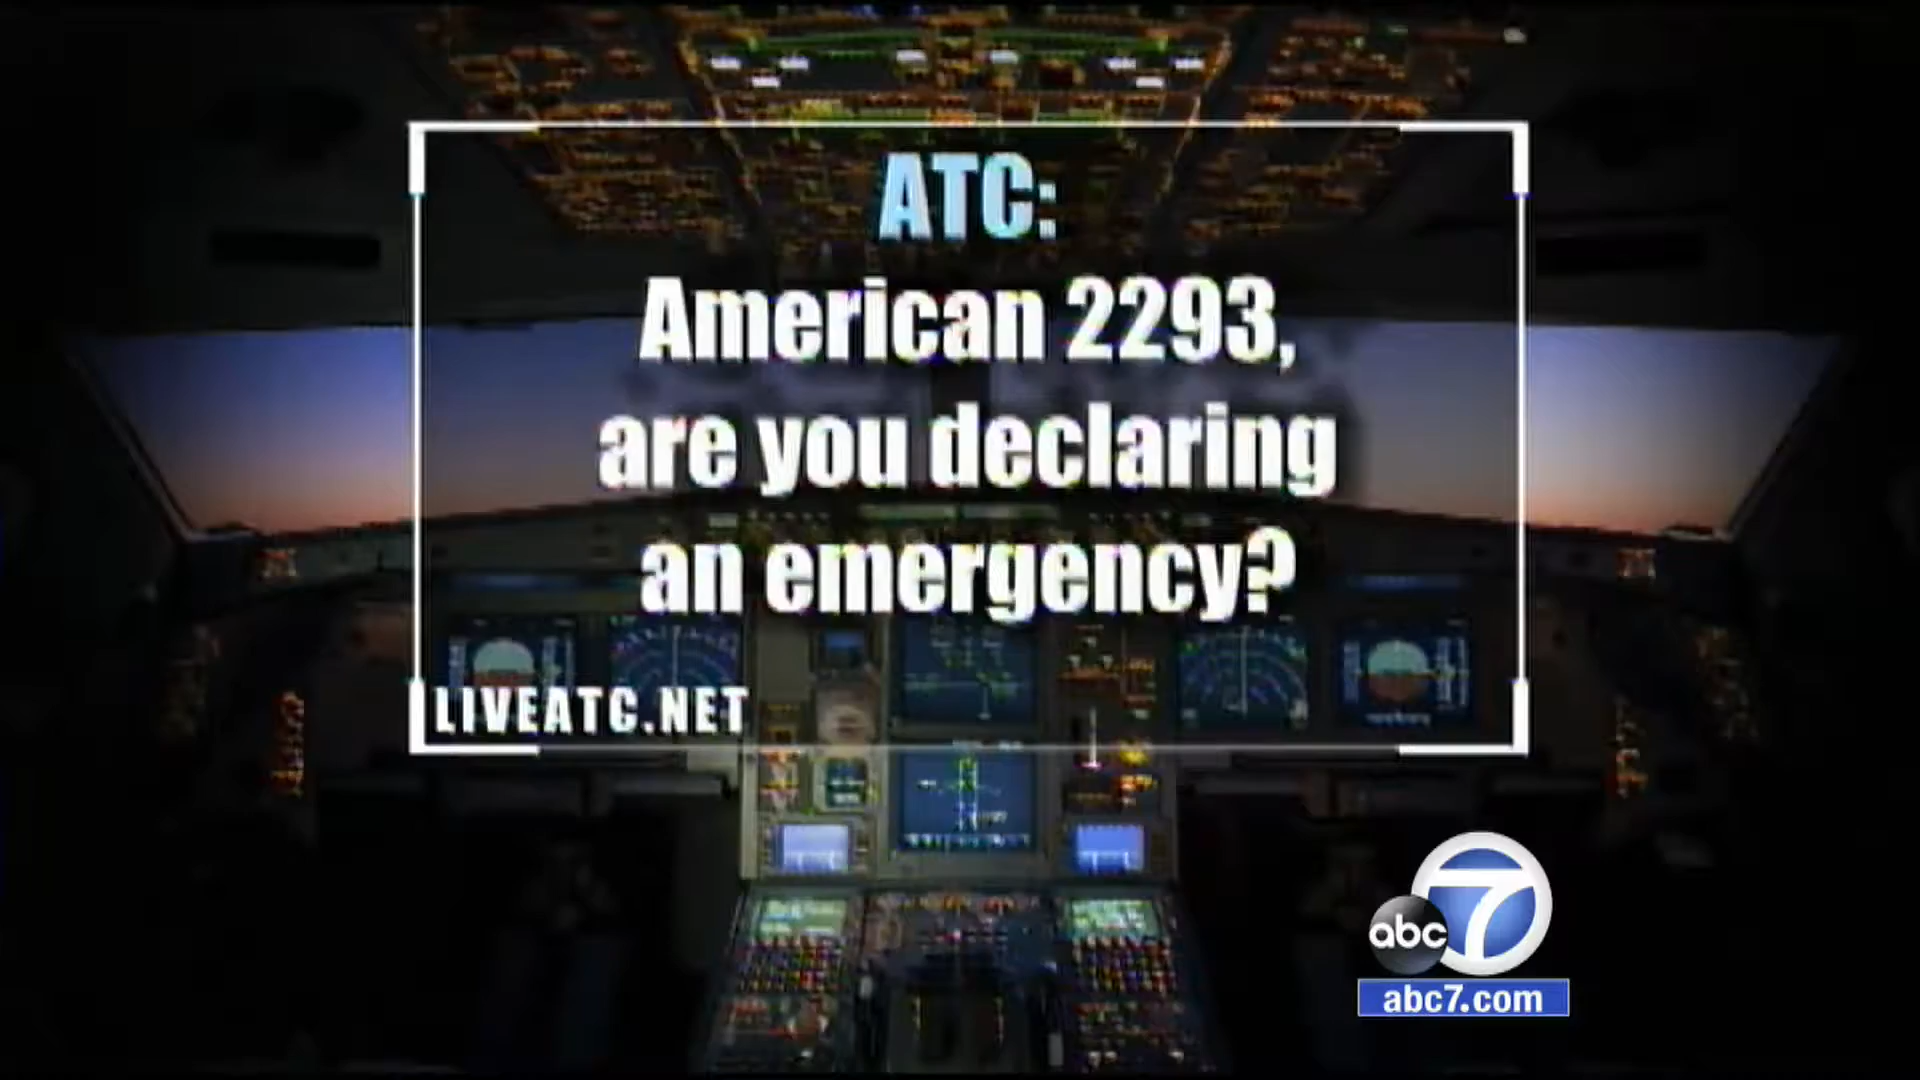 ATC:
American 2293,
are you declaring
an emergency?
LIVEATC.NET
abc 7
abc7.com